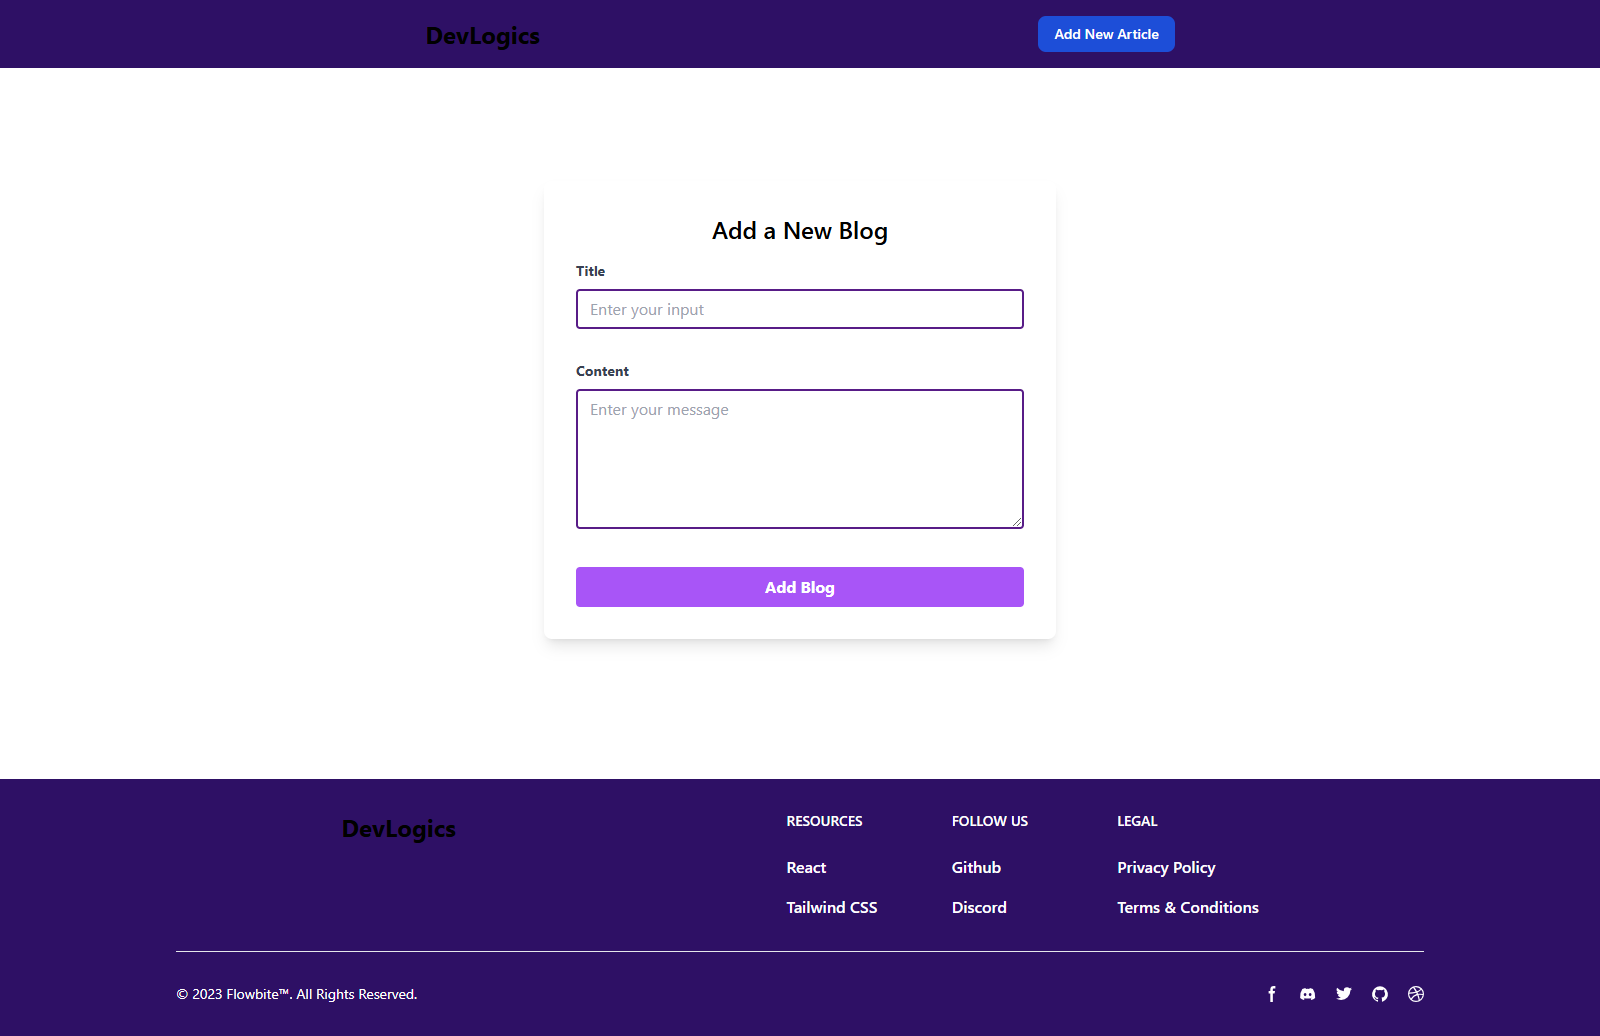 DevLogics
Add New Article
Add a New Blog
Title
Enter your input
Content
Enter your message
Add Blog
DevLogics
RESOURCES
React
Tailwind CSS
FOLLOW US
Github
Discord
LEGAL
Privacy Policy
Terms & Conditions
© 2023 Flowbite™. All Rights Reserved.